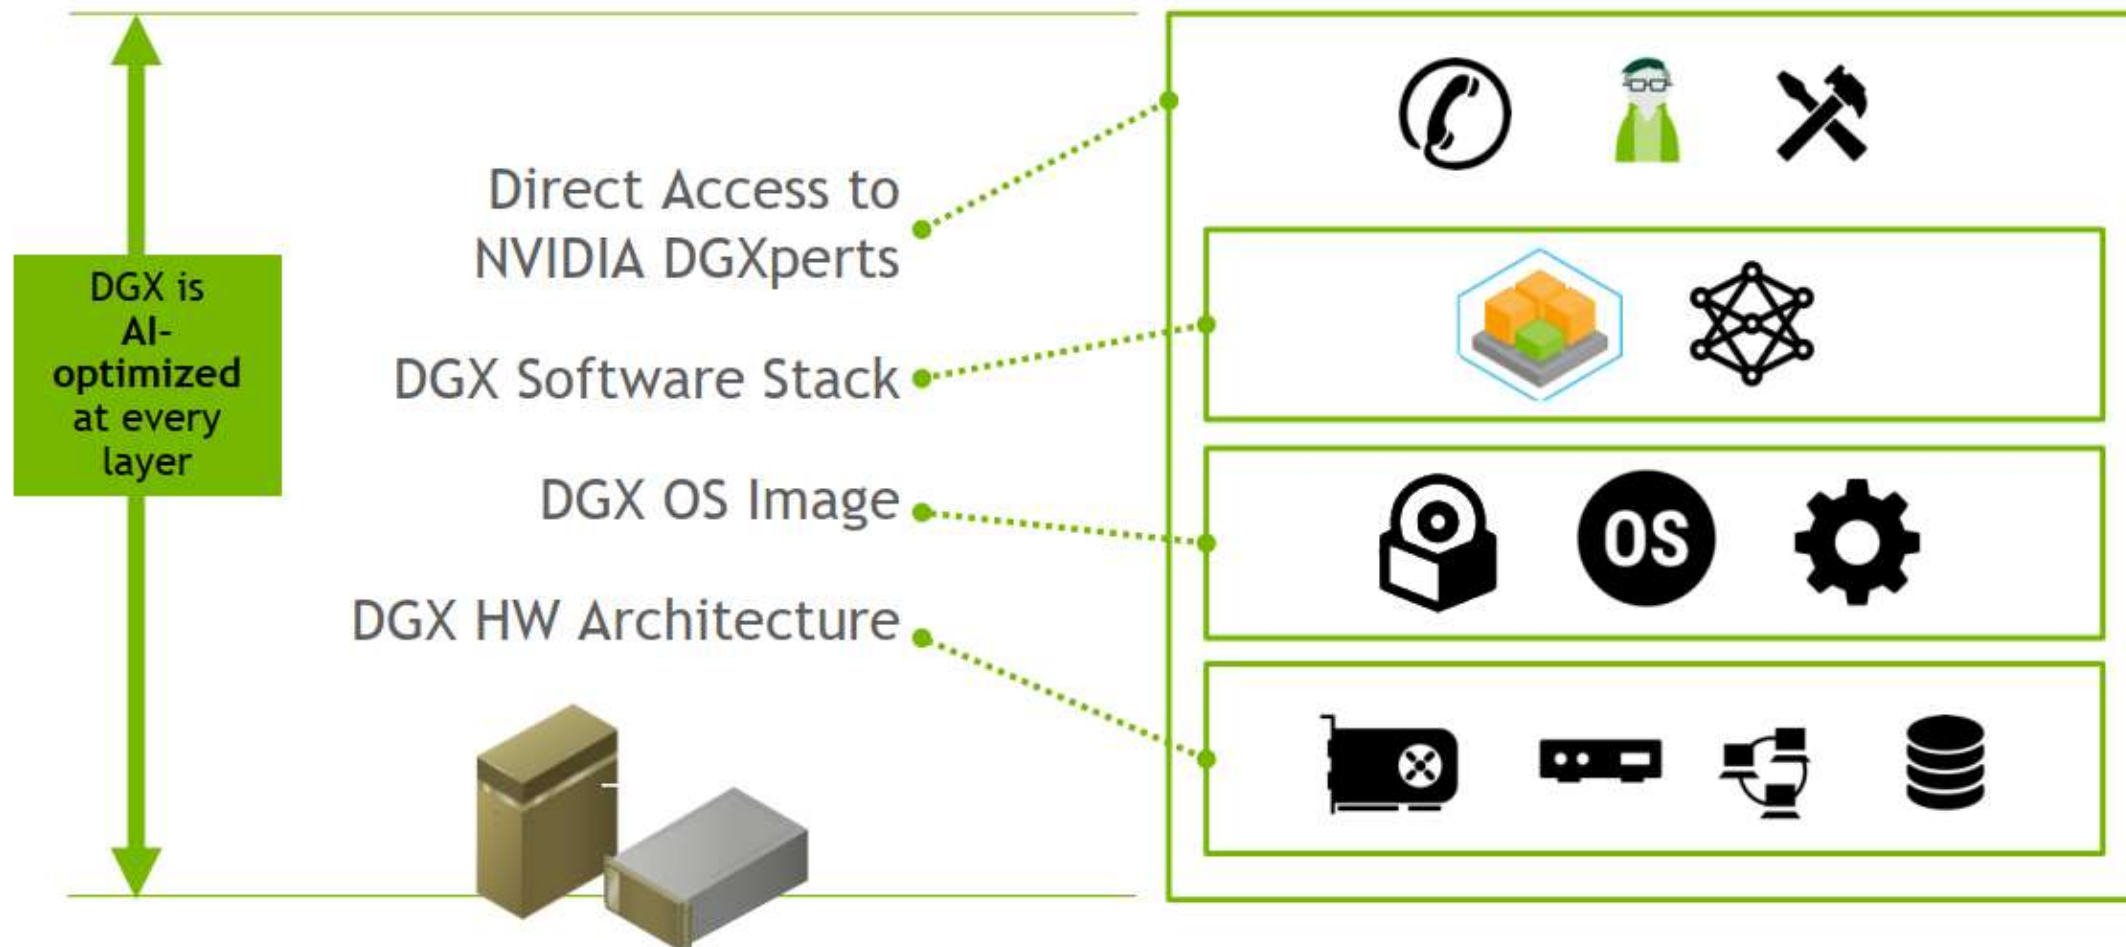 DGX is
AI-
optimized
at every
layer
Direct Access to
NVIDIA DGXperts
DGX Software Stack
DGX OS Image
DGX HW Architecture
OS